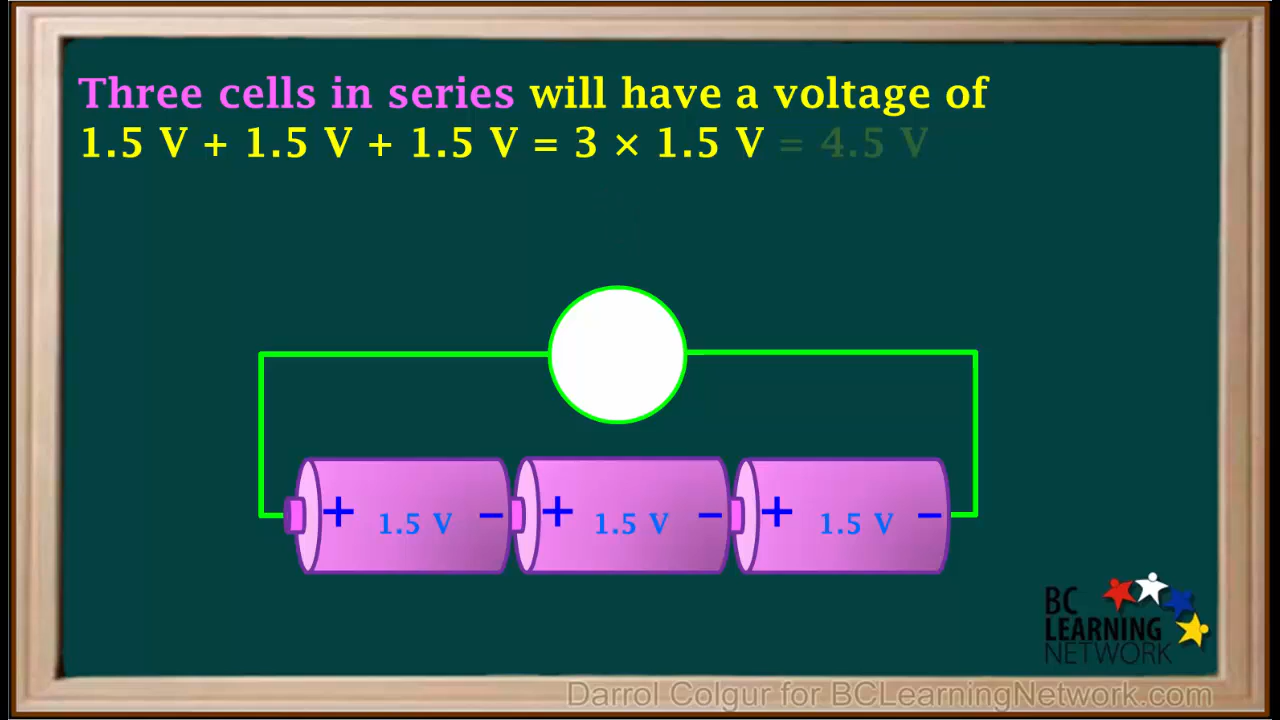 Three cells in series will have a voltage of
1.5 V + 1.5 V + 1.5 V = 3 × 1.5 V = 4.5 V
+ 1.5 V − + 1.5 V − + 1.5 V −
BC
LEARNING
NETWORK
Darrol Colgur for BCLearningNetwork.com